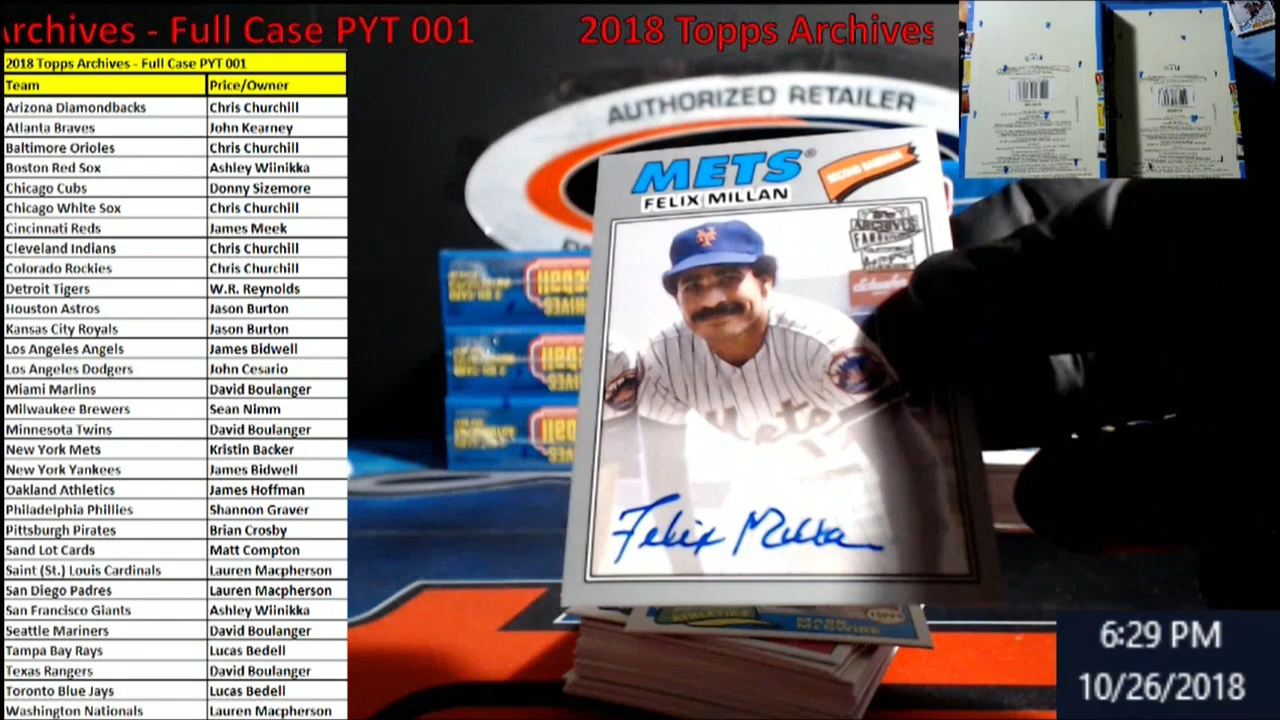 Archives - Full Case PYT 001
2018 Topps Archives
2018 Topps Archives - Full Case PYT 001
Team Price/Owner
Arizona Diamondbacks Chris Churchill
Atlanta Braves John Kearney
Baltimore Orioles Chris Churchill
Boston Red Sox Ashley Wiinikka
Chicago Cubs Donny Sizemore
Chicago White Sox Chris Churchill
Cincinnati Reds James Meek
Cleveland Indians Chris Churchill
Colorado Rockies Chris Churchill
Detroit Tigers W.R. Reynolds
Houston Astros Jason Burton
Kansas City Royals Jason Burton
Los Angeles Angels James Bidwell
Los Angeles Dodgers John Cesario
Miami Marlins David Boulanger
Milwaukee Brewers Sean Nimm
Minnesota Twins David Boulanger
New York Mets Kristin Backer
New York Yankees James Bidwell
Oakland Athletics James Hoffman
Philadelphia Phillies Shannon Graver
Pittsburgh Pirates Brian Crosby
Sand Lot Cards Matt Compton
Saint (St.) Louis Cardinals Lauren Macpherson
San Diego Padres Lauren Macpherson
San Francisco Giants Ashley Wiinikka
Seattle Mariners David Boulanger
Tampa Bay Rays Lucas Bedell
Texas Rangers David Boulanger
Toronto Blue Jays Lucas Bedell
Washington Nationals Lauren Macpherson
AUTHORIZED RETAILER
METS
SECOND BASEMAN
FELIX MILLAN
ARCHIVES
Mets
Felix Millan
ATHLETICS
MARK McGWIRE
TOPPS
6:29 PM
10/26/2018